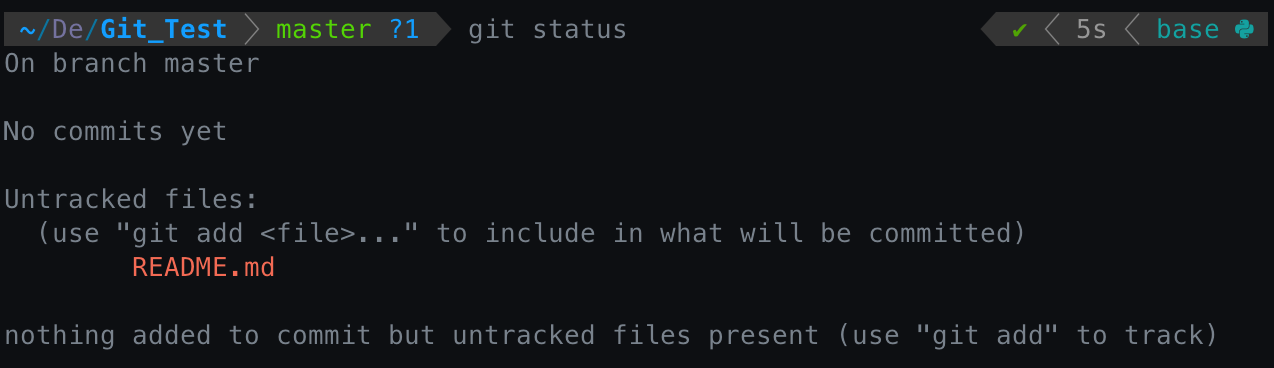 ~/De/Git_Test master ?1 git status ✔ 5s base
On branch master
No commits yet
Untracked files:
(use "git add <file>..." to include in what will be committed)
README.md
nothing added to commit but untracked files present (use "git add" to track)